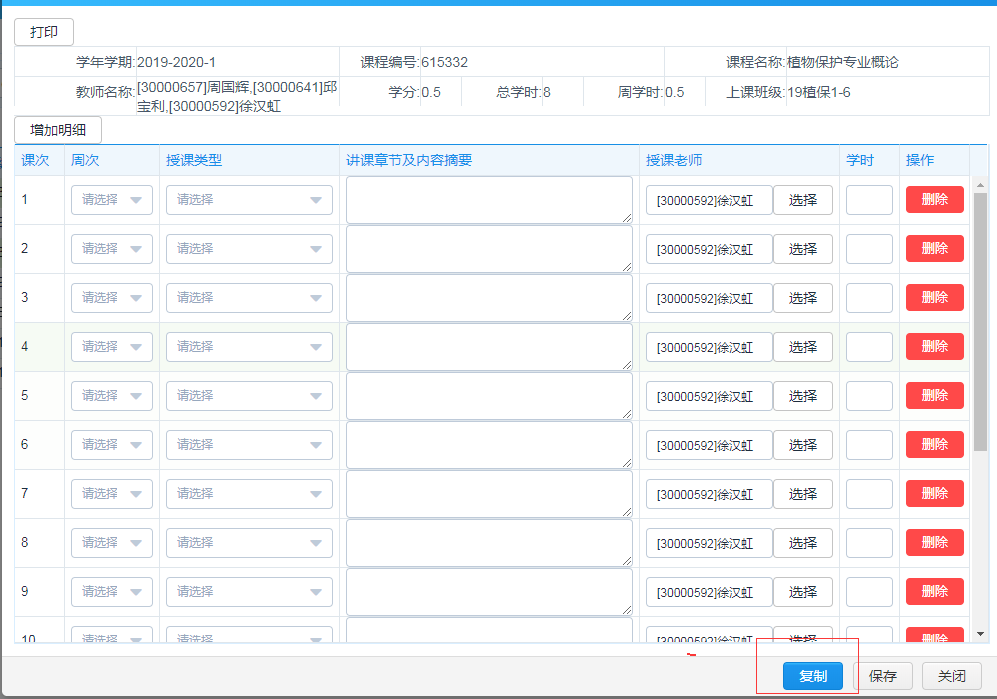 打印
学年学期:2019-2020-1 课程编号:615332 课程名称:植物保护专业概论
教师名称:[30000657]周国辉,[30000641]邱宝利,[30000592]徐汉虹 学分:0.5 总学时:8 周学时:0.5 上课班级:19植保1-6
增加明细
课次 周次 授课类型 讲课章节及内容摘要 授课老师 学时 操作
1 请选择 请选择 [30000592]徐汉虹 选择 删除
2 请选择 请选择 [30000592]徐汉虹 选择 删除
3 请选择 请选择 [30000592]徐汉虹 选择 删除
4 请选择 请选择 [30000592]徐汉虹 选择 删除
5 请选择 请选择 [30000592]徐汉虹 选择 删除
6 请选择 请选择 [30000592]徐汉虹 选择 删除
7 请选择 请选择 [30000592]徐汉虹 选择 删除
8 请选择 请选择 [30000592]徐汉虹 选择 删除
9 请选择 请选择 [30000592]徐汉虹 选择 删除
10 请选择 请选择 [30000592]徐汉虹 选择 删除
复制 保存 关闭